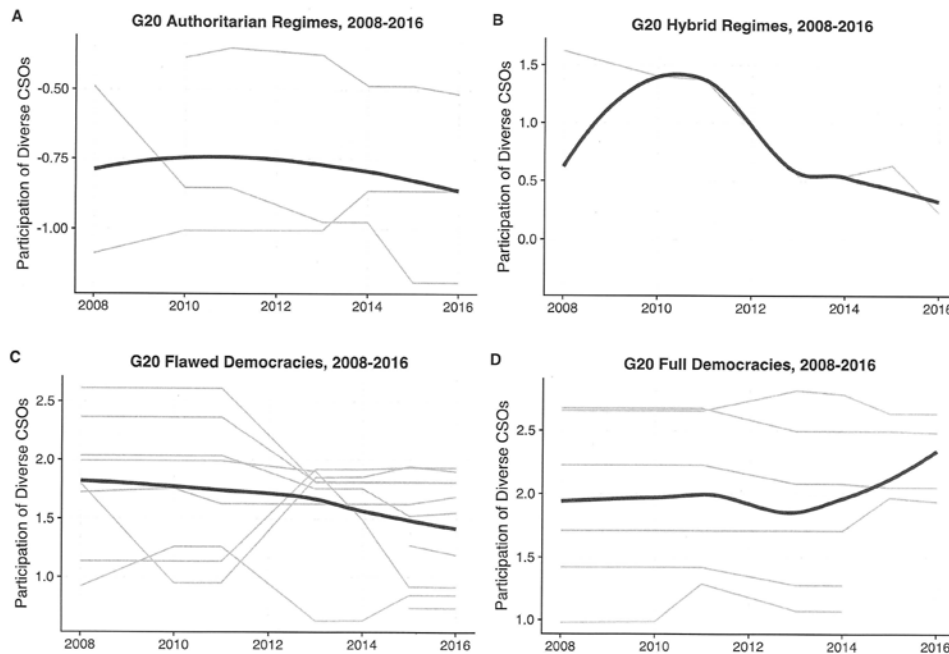 A
G20 Authoritarian Regimes, 2008-2016
Participation of Diverse CSOs
-0.50
-0.75
-1.00
2008 2010 2012 2014 2016
B
G20 Hybrid Regimes, 2008-2016
Participation of Diverse CSOs
1.5
1.0
0.5
0.0
2008 2010 2012 2014 2016
C
G20 Flawed Democracies, 2008-2016
Participation of Diverse CSOs
2.5
2.0
1.5
1.0
2008 2010 2012 2014 2016
D
G20 Full Democracies, 2008-2016
Participation of Diverse CSOs
2.5
2.0
1.5
1.0
2008 2010 2012 2014 2016